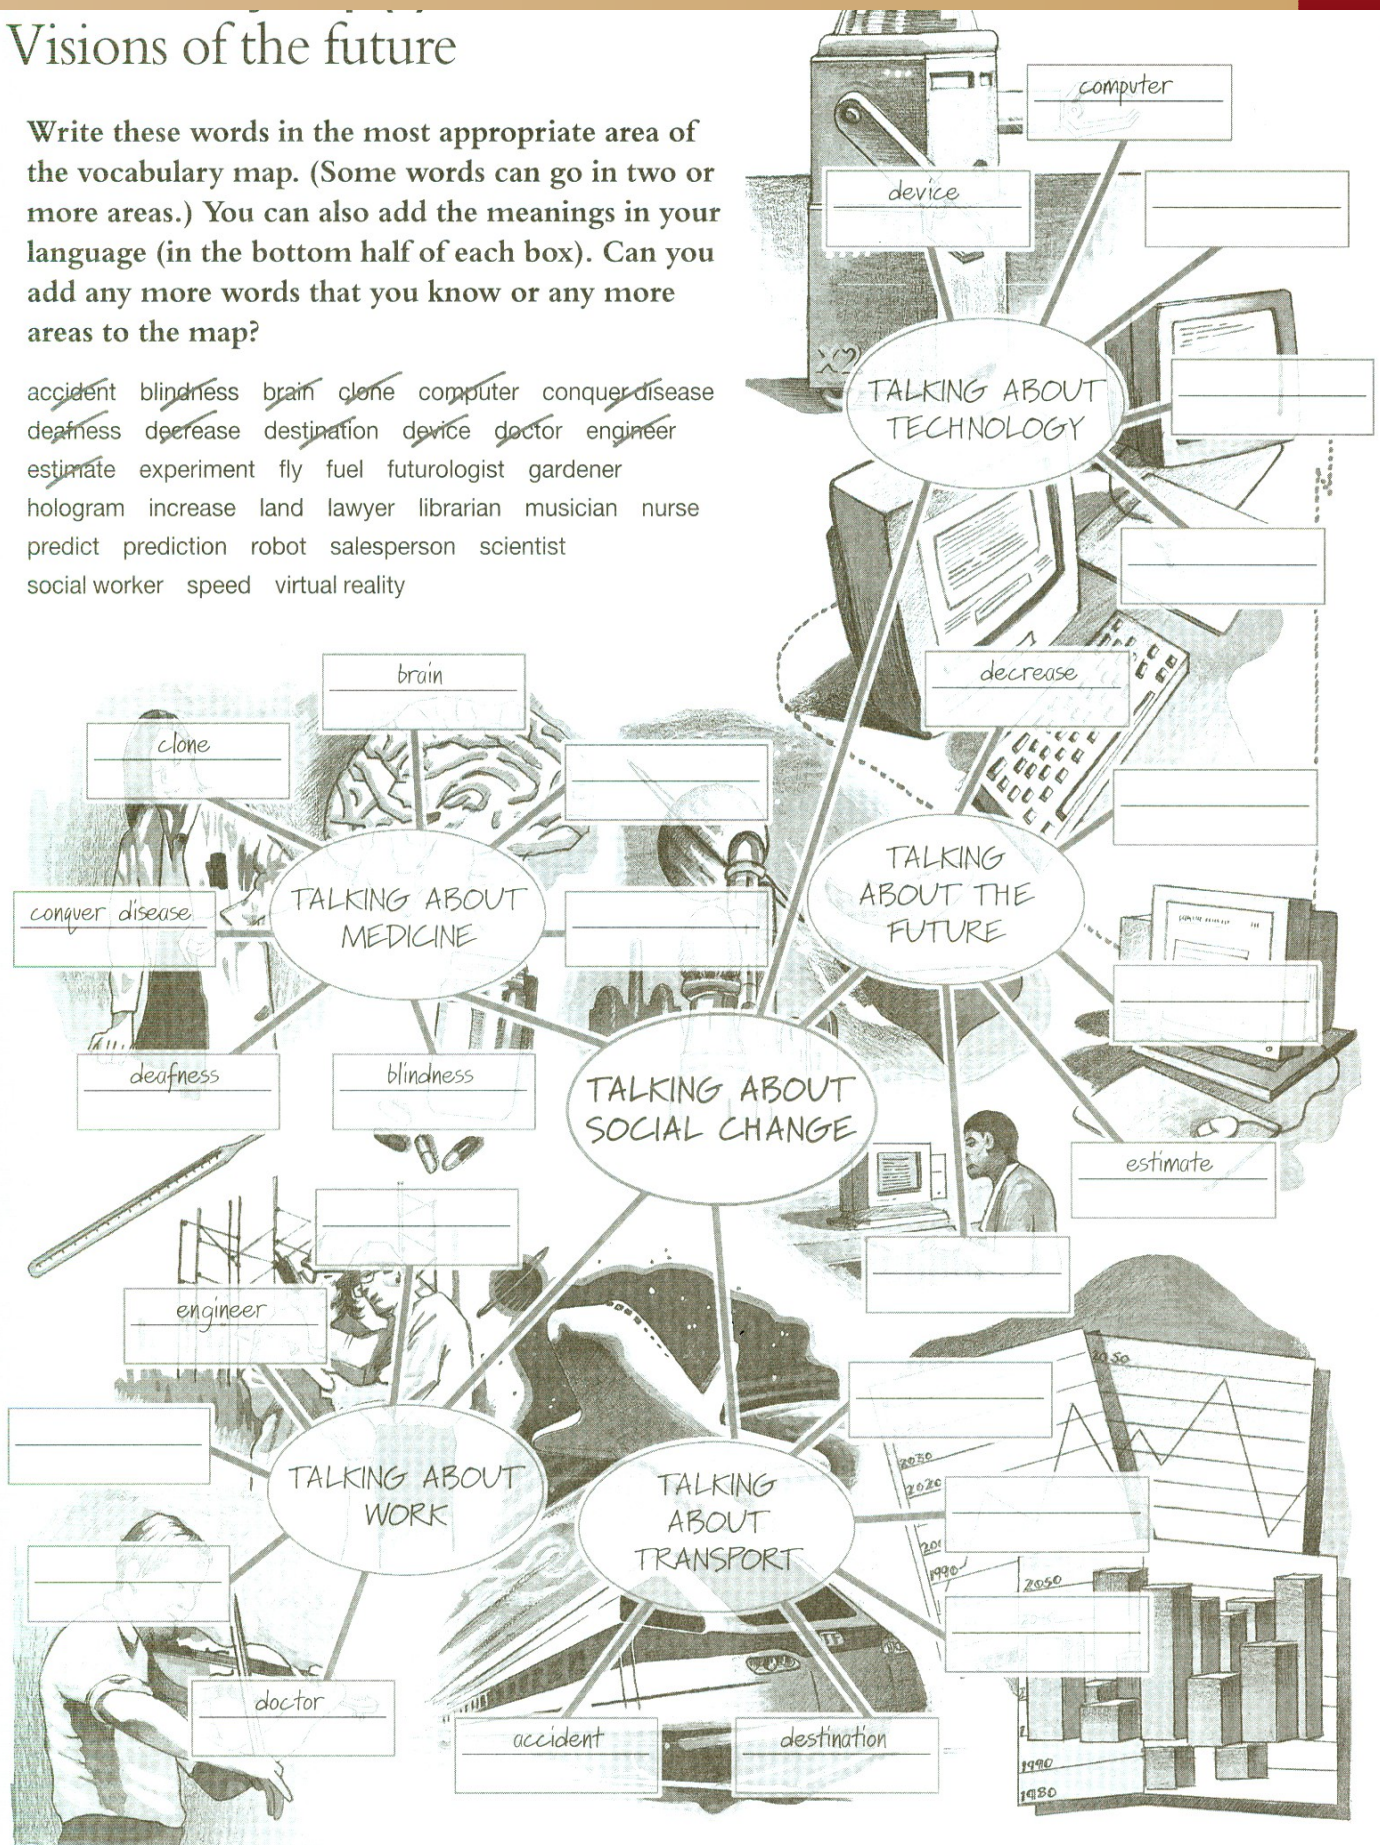 Visions of the future
Write these words in the most appropriate area of
the vocabulary map. (Some words can go in two or
more areas.) You can also add the meanings in your
language (in the bottom half of each box). Can you
add any more words that you know or any more
areas to the map?
accident blindness brain clone computer conquer disease
deafness decrease destination device doctor engineer
estimate experiment fly fuel futurologist gardener
hologram increase land lawyer librarian musician nurse
predict prediction robot salesperson scientist
social worker speed virtual reality
computer
device
X2
TALKING ABOUT
TECHNOLOGY
decrease
brain
clone
TALKING
ABOUT THE
FUTURE
TALKING ABOUT
MEDICINE
conquer disease
deafness
blindness
TALKING ABOUT
SOCIAL CHANGE
estimate
engineer
2050
TALKING ABOUT
WORK
TALKING
ABOUT
TRANSPORT
2030
2020
1990
2050
doctor
accident
destination
1990
1980